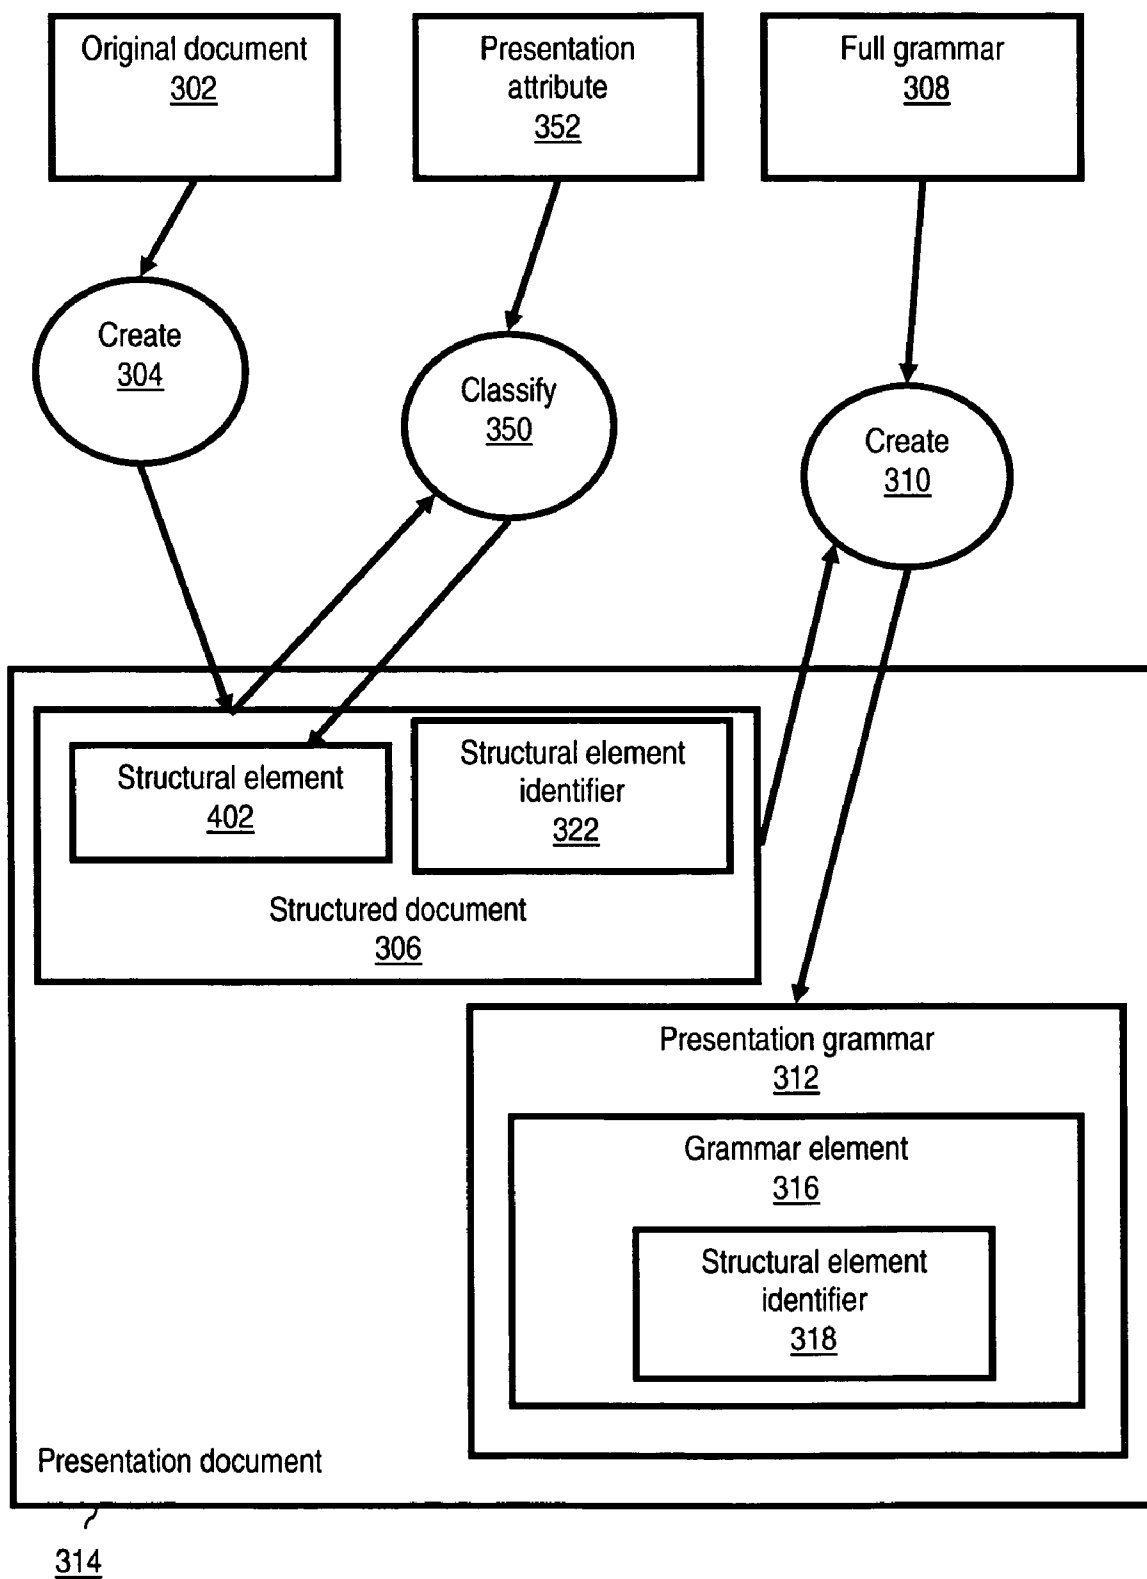 Original document
302
Presentation
attribute
352
Full grammar
308
Create
304
Classify
350
Create
310
Structural element
402
Structural element
identifier
322
Structured document
306
Presentation grammar
312
Grammar element
316
Structural element
identifier
318
Presentation document
314